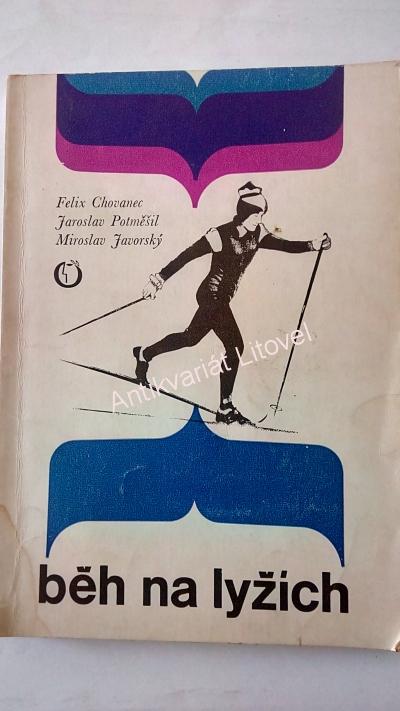 Felix Chovanec
Jaroslav Potměšil
Miroslav Javorský
Antikvariát Litovel
běh na lyžích